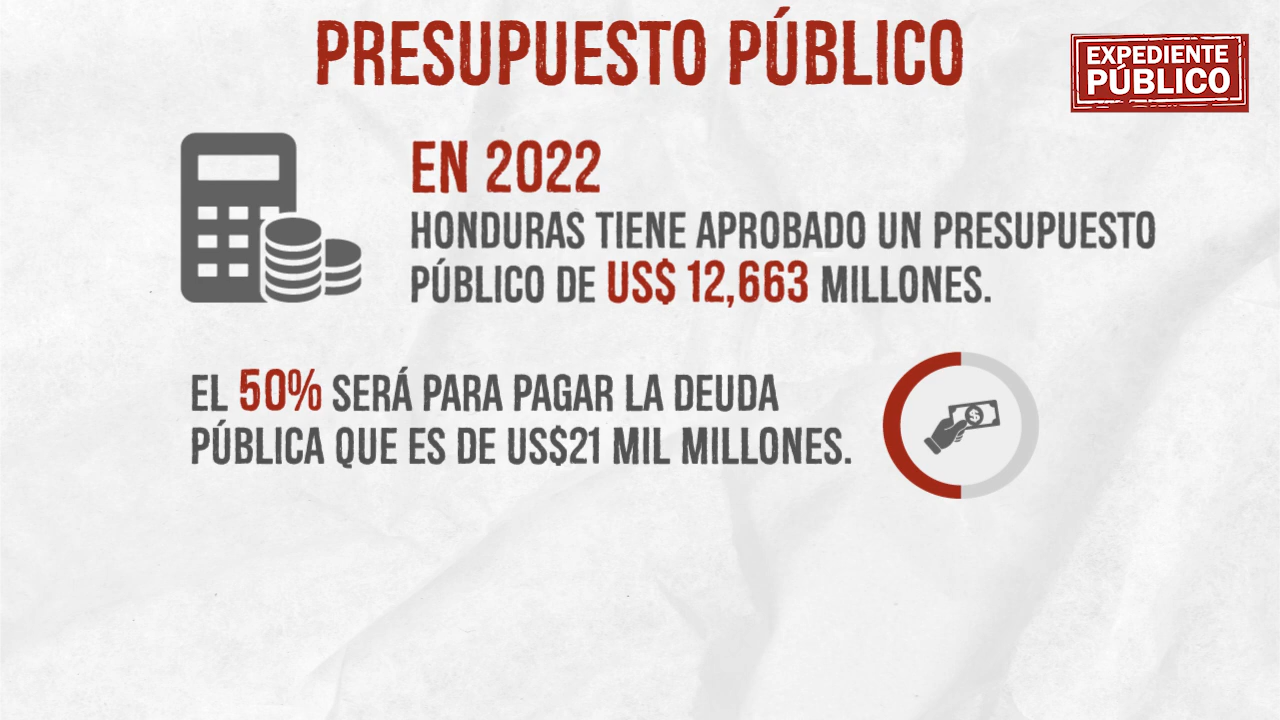 PRESUPUESTO PÚBLICO
EXPEDIENTE
PÚBLICO
EN 2022
HONDURAS TIENE APROBADO UN PRESUPUESTO
PÚBLICO DE US$ 12,663 MILLONES.
EL 50% SERÁ PARA PAGAR LA DEUDA
PÚBLICA QUE ES DE US$21 MIL MILLONES.
$